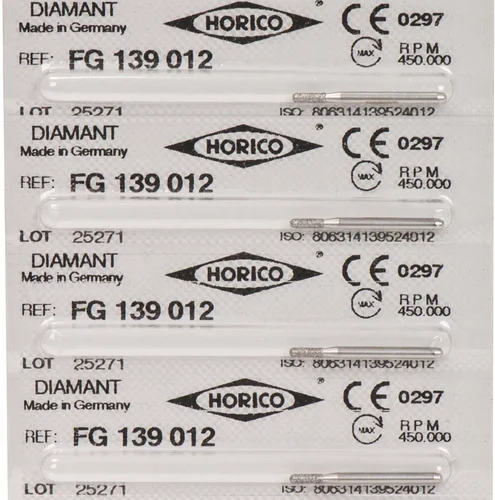 DIAMANT HORICO ® CE 0297
Made in Germany
REF: FG 139 012 MAX RPM 450.000
LOT 25271 ISO: 806314139524012
DIAMANT HORICO ® CE 0297
Made in Germany
REF: FG 139 012 MAX RPM 450.000
LOT 25271 ISO: 806314139524012
DIAMANT HORICO ® CE 0297
Made in Germany
REF: FG 139 012 MAX RPM 450.000
LOT 25271 ISO: 806314139524012
DIAMANT HORICO ® CE 0297
Made in Germany
REF: FG 139 012 MAX RPM 450.000
LOT 25271 ISO: 806314139524012